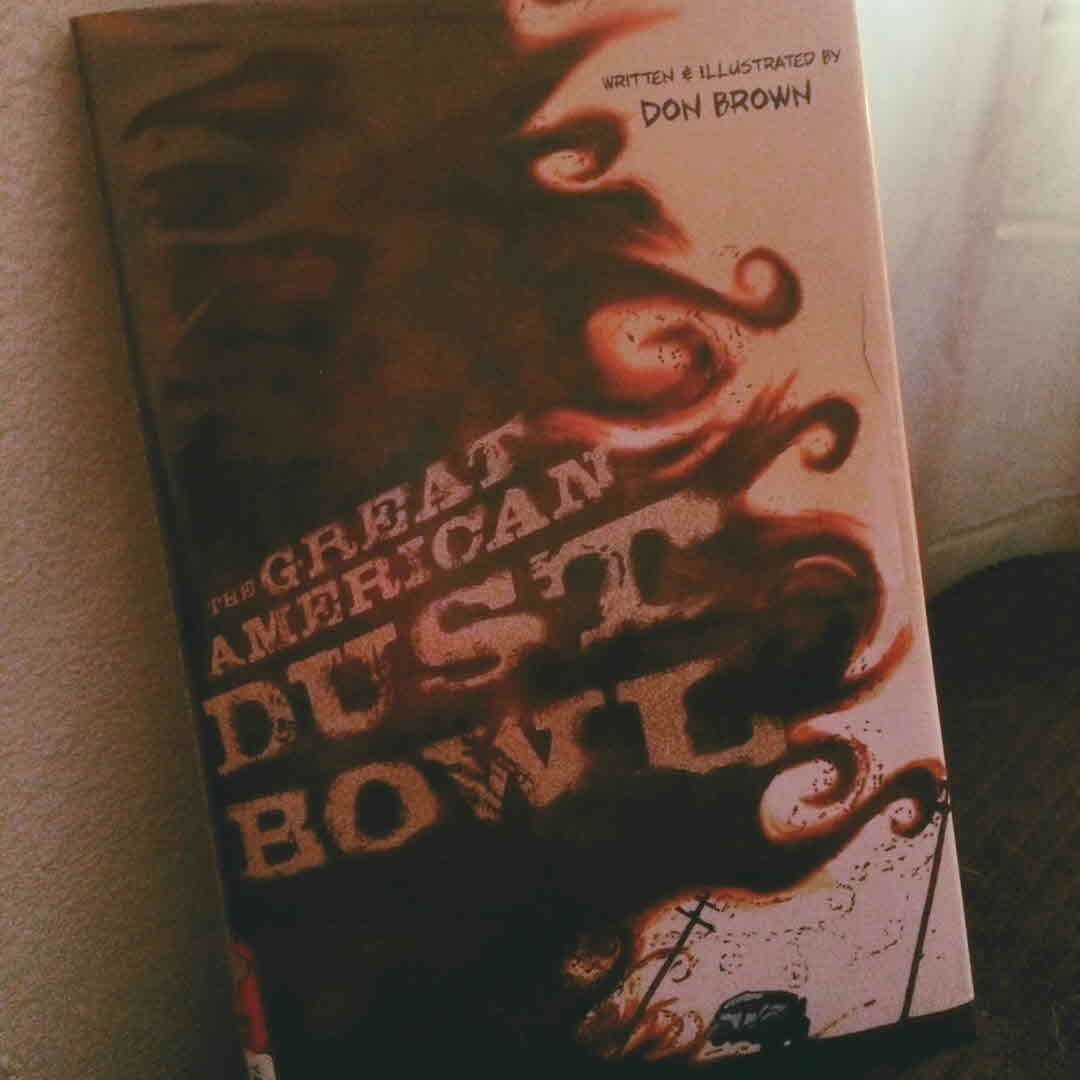 WRITTEN & ILLUSTRATED BY
DON BROWN
THE GREAT
AMERICAN
DUST
BOWL